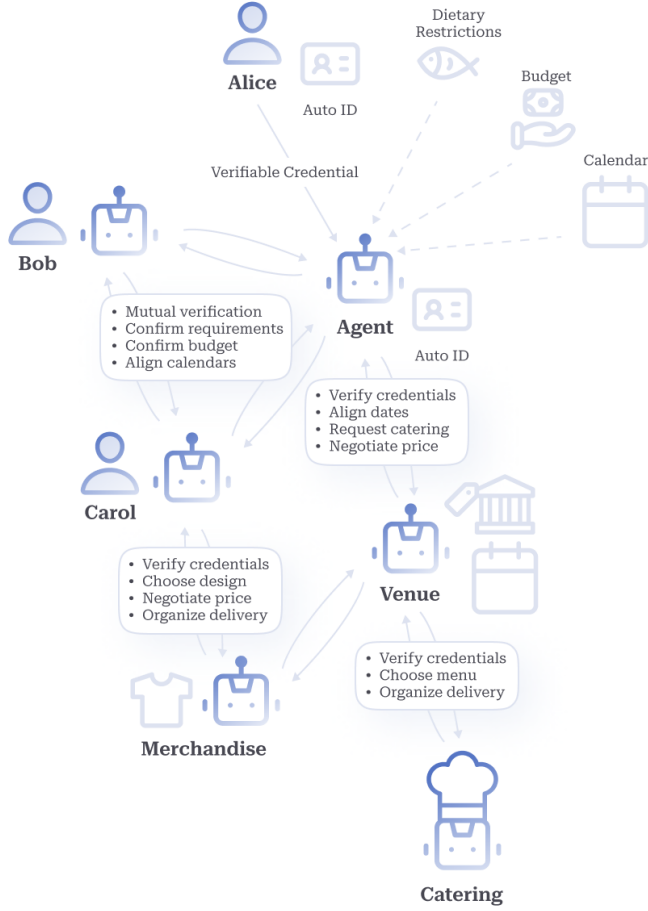 Dietary
Restrictions
Alice
Auto ID
Budget
Verifiable Credential
Calendar
Bob
Agent
Auto ID
• Mutual verification
• Confirm requirements
• Confirm budget
• Align calendars
• Verify credentials
• Align dates
• Request catering
• Negotiate price
Carol
Venue
• Verify credentials
• Choose design
• Negotiate price
• Organize delivery
• Verify credentials
• Choose menu
• Organize delivery
Merchandise
Catering